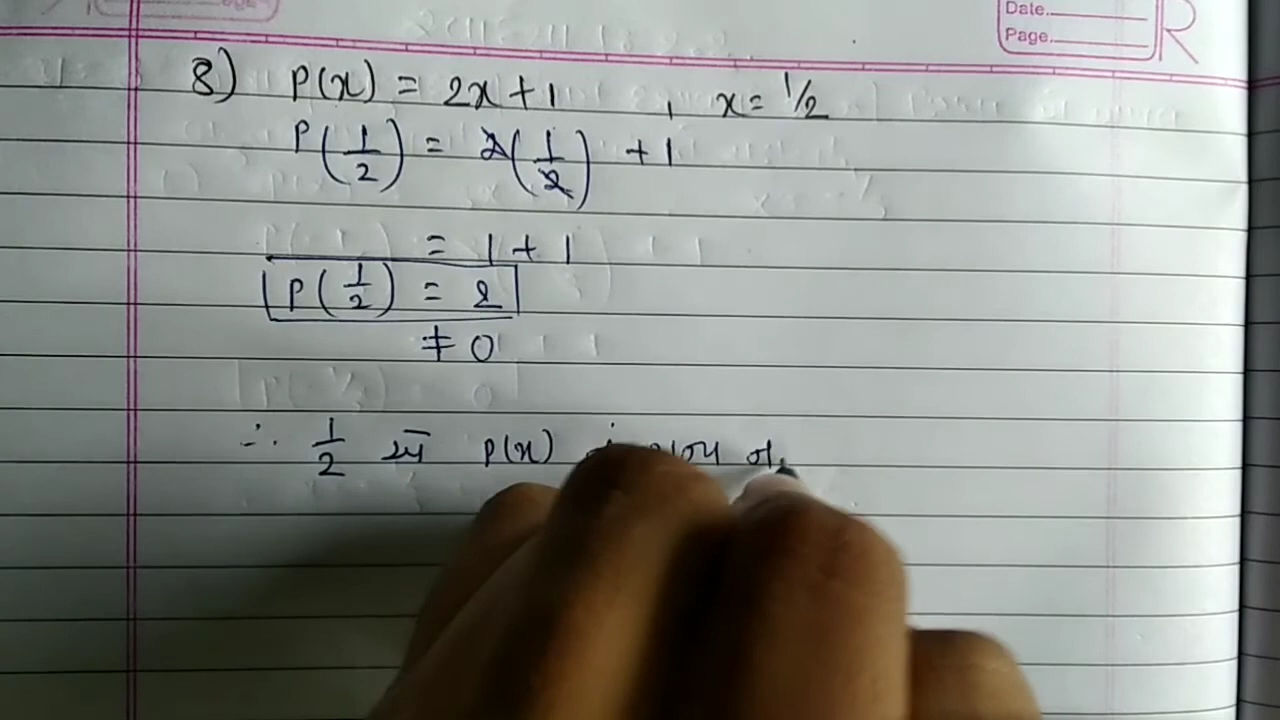 Date.
Page.
R
8) P(x) = 2x + 1 , x = 1/2
P(1/2) = 2(1/2) + 1
= 1 + 1
P(1/2) = 2
≠ 0
∴ 1/2 એ P(x)